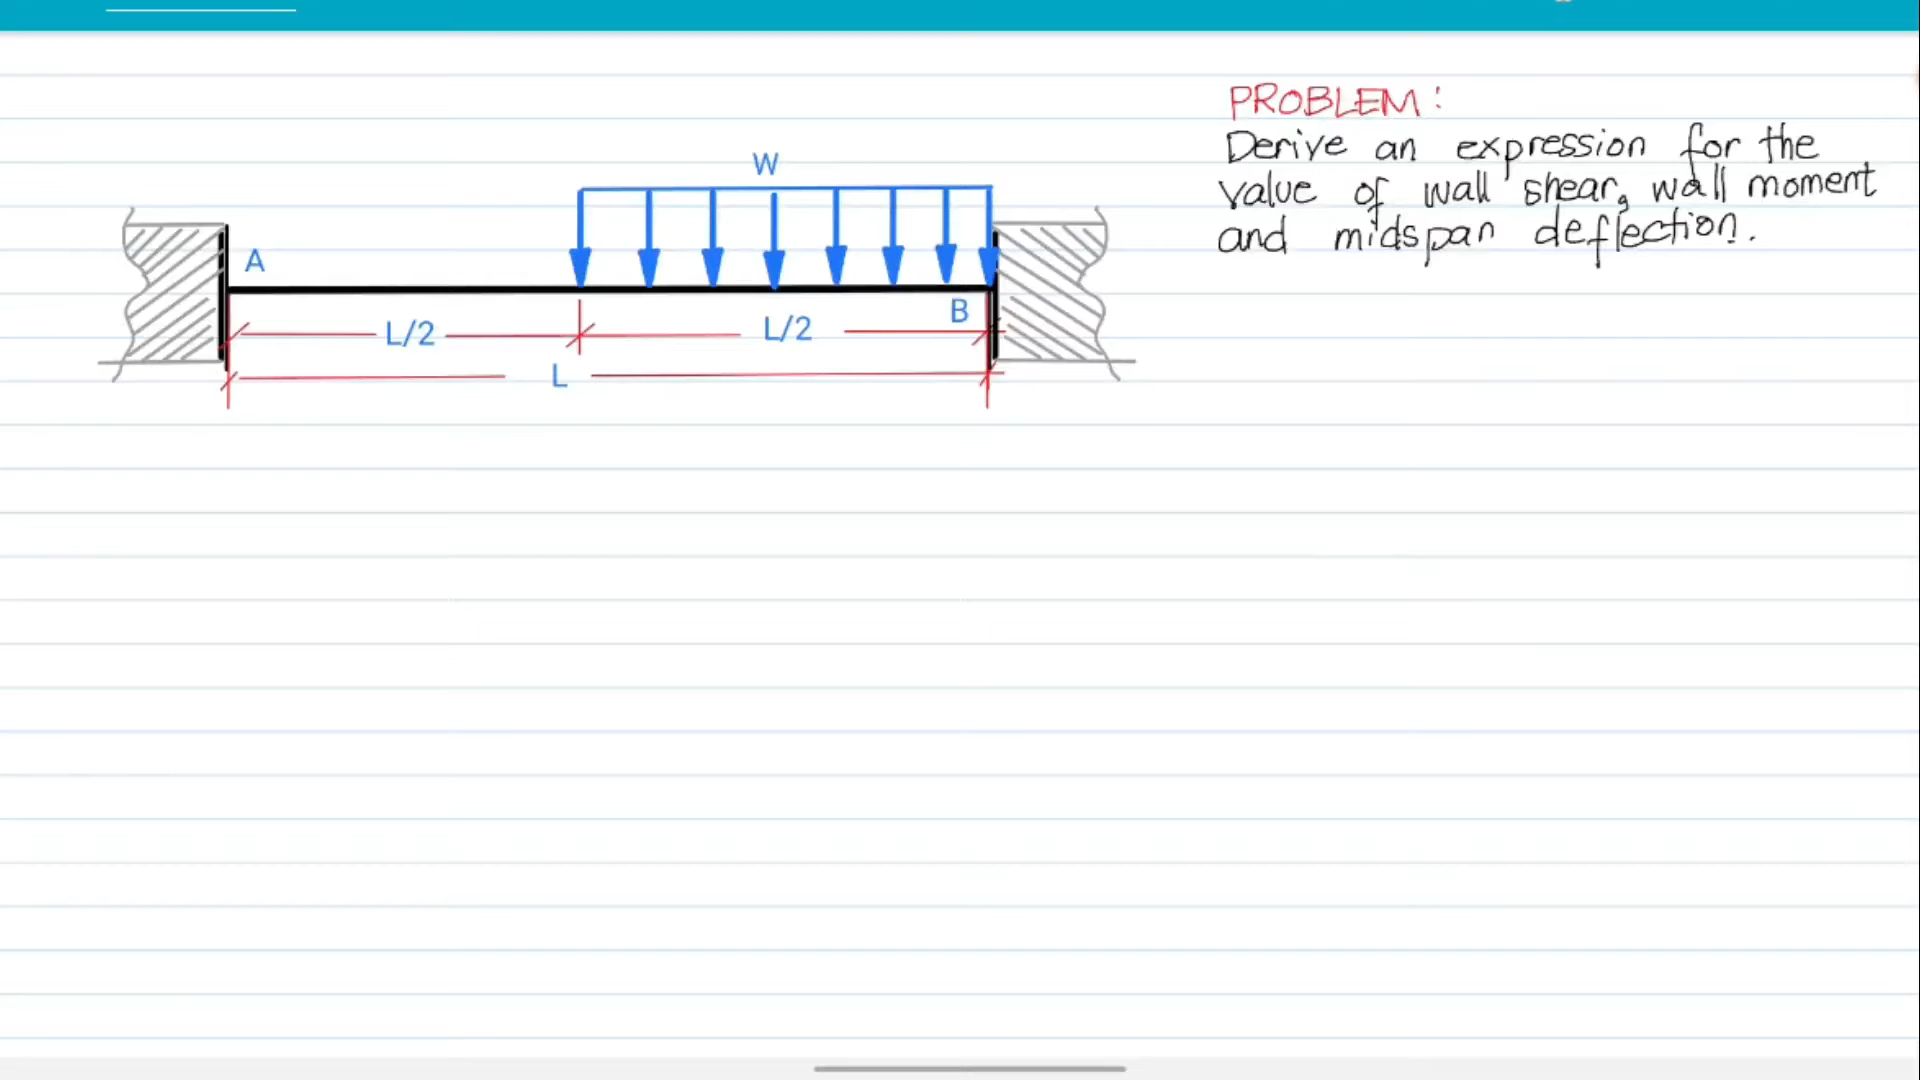 PROBLEM:
Derive an expression for the
value of wall shear, wall moment
and midspan deflection.
W
A
B
L/2
L/2
L